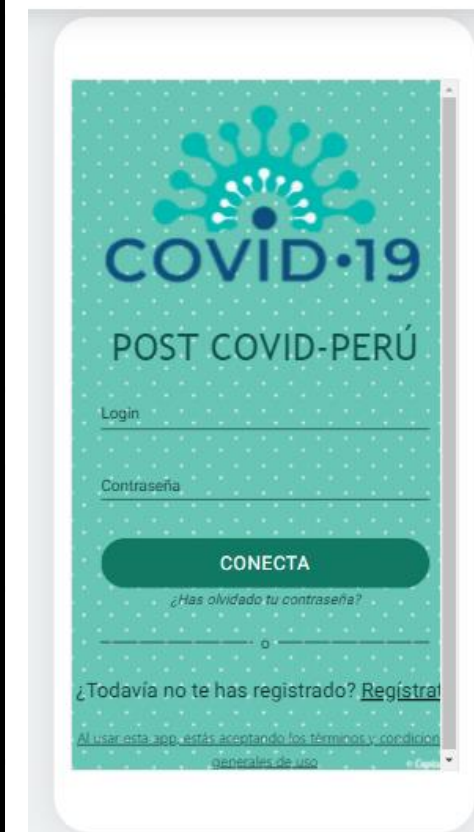 COVID•19
POST COVID-PERÚ
Login
Contraseña
CONECTA
¿Has olvidado tu contraseña?
o
¿Todavía no te has registrado? Regístrat
Al usar esta app, estás aceptando los términos y condicion
generales de uso